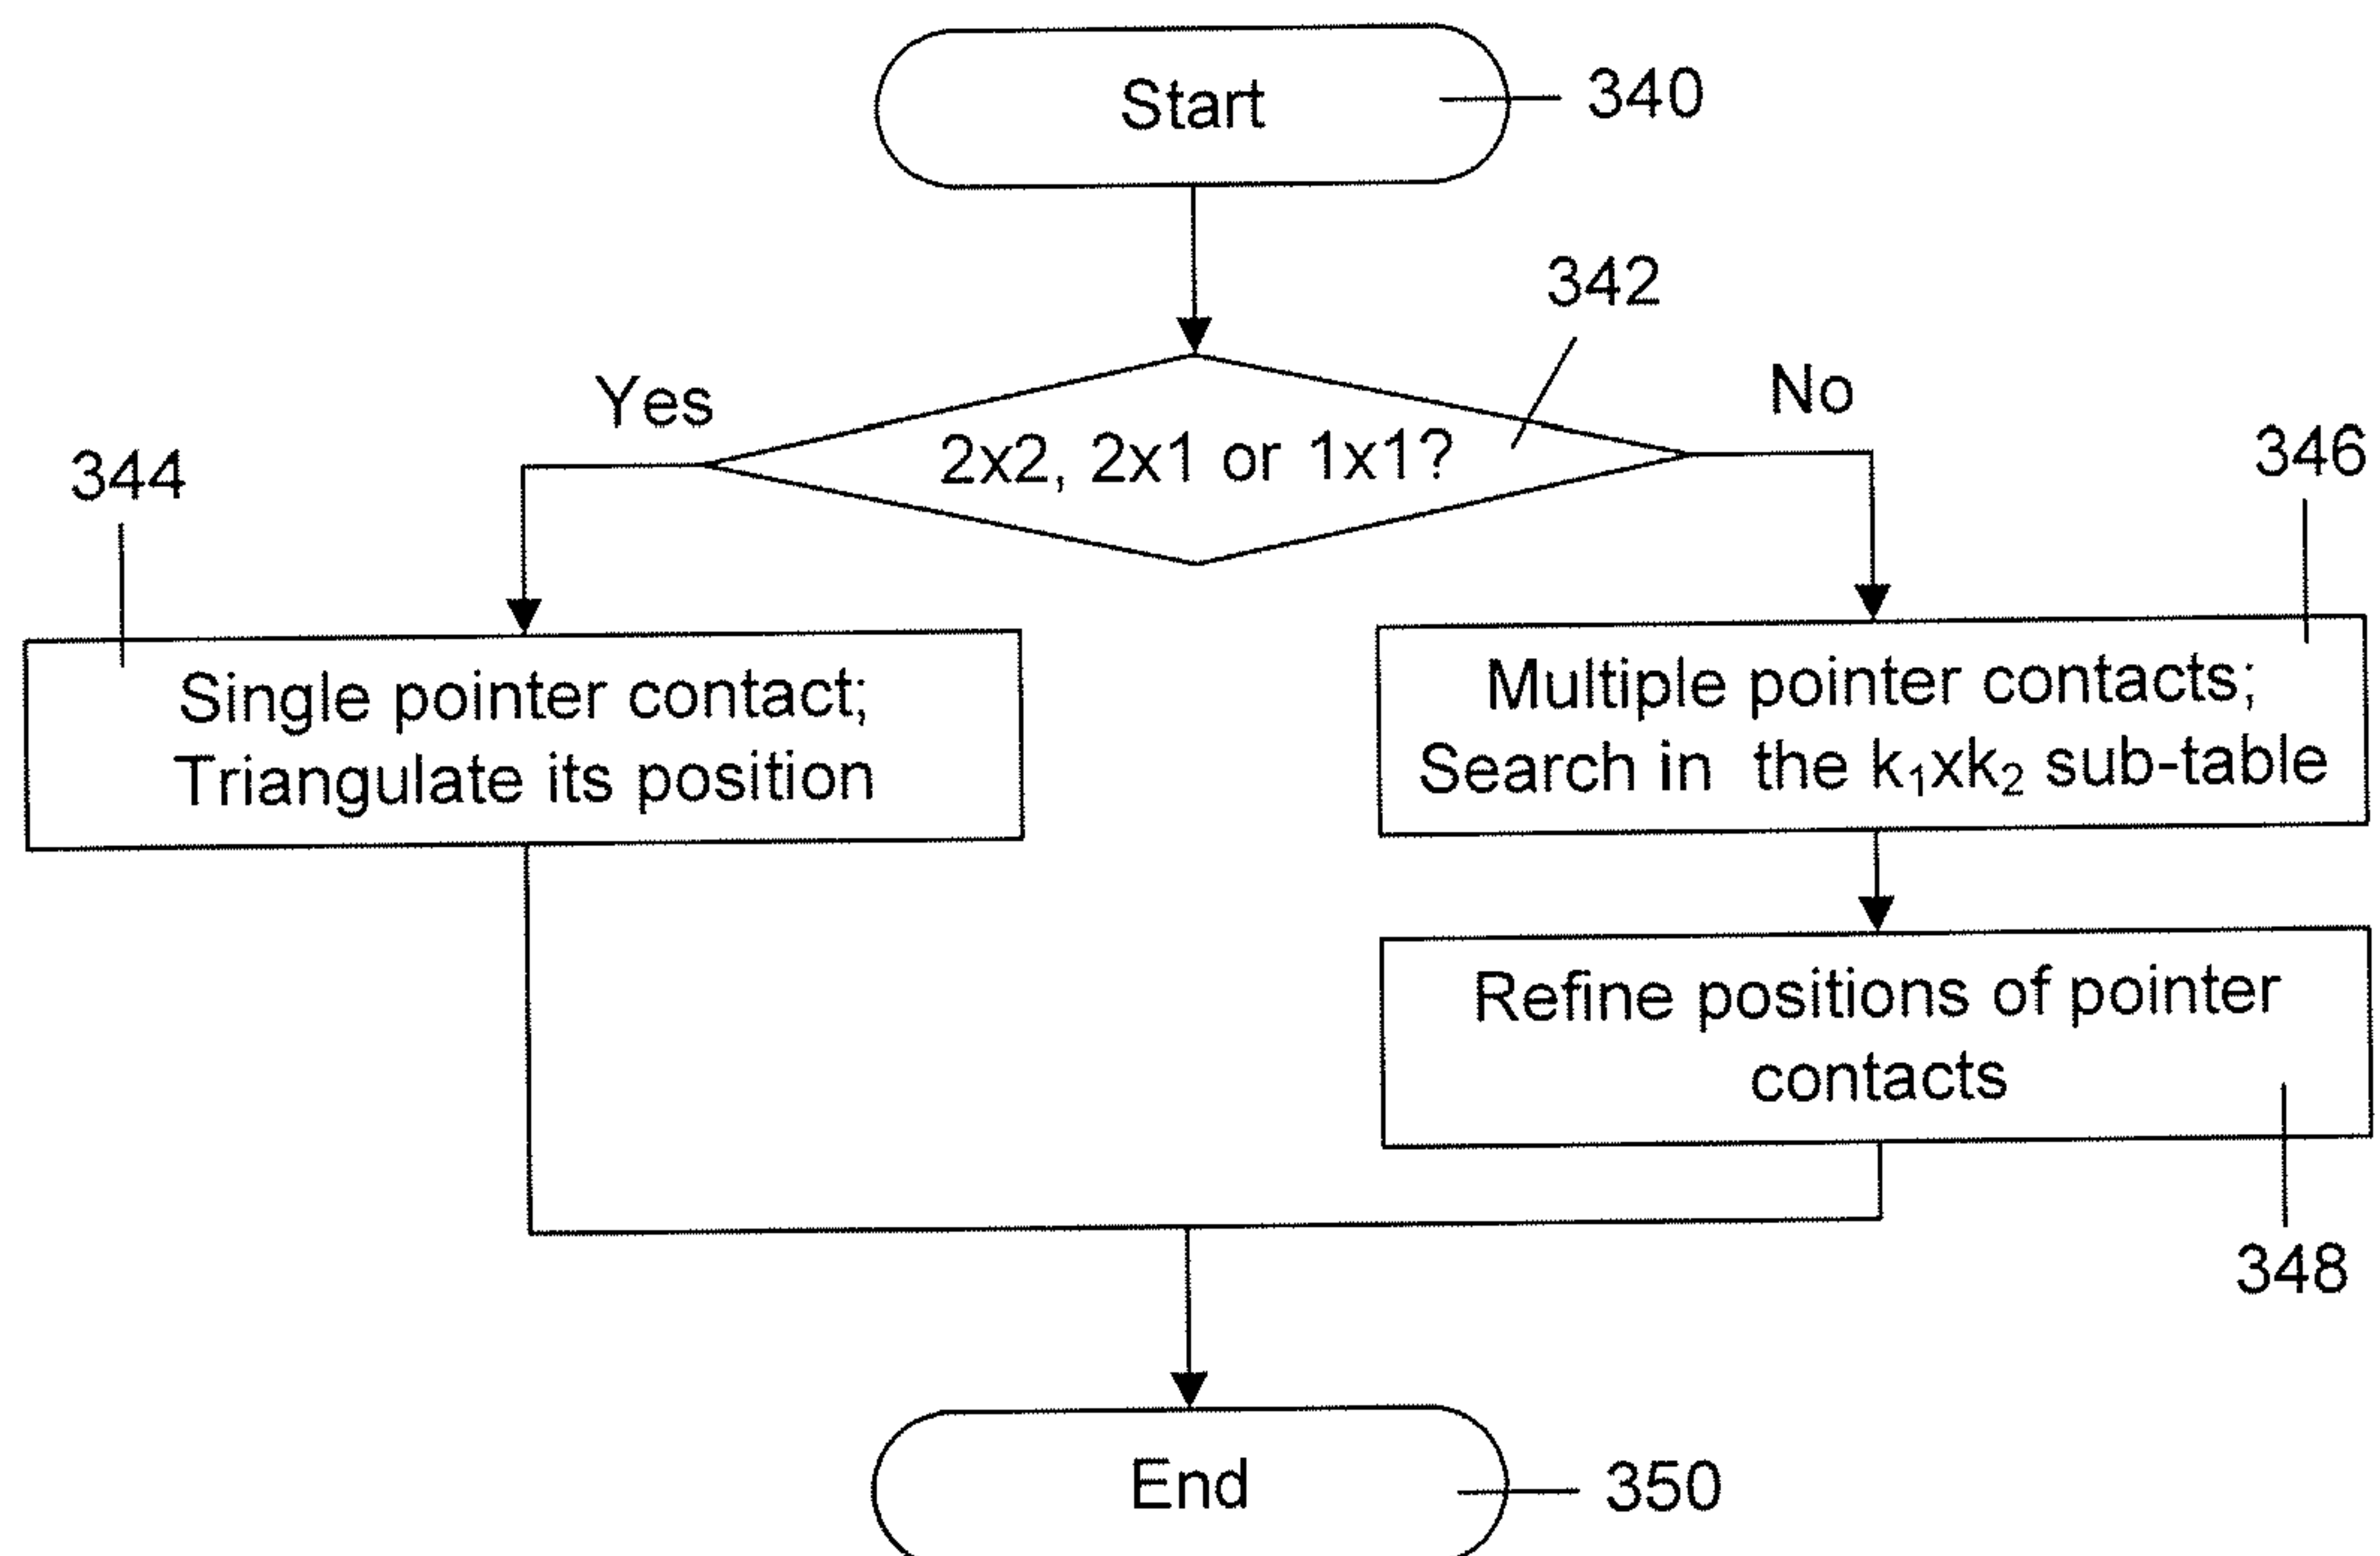 Start
340
342
Yes
No
2x2, 2x1 or 1x1?
344
346
Single pointer contact;
Triangulate its position
Multiple pointer contacts;
Search in the k₁xk₂ sub-table
Refine positions of pointer
contacts
348
End
350